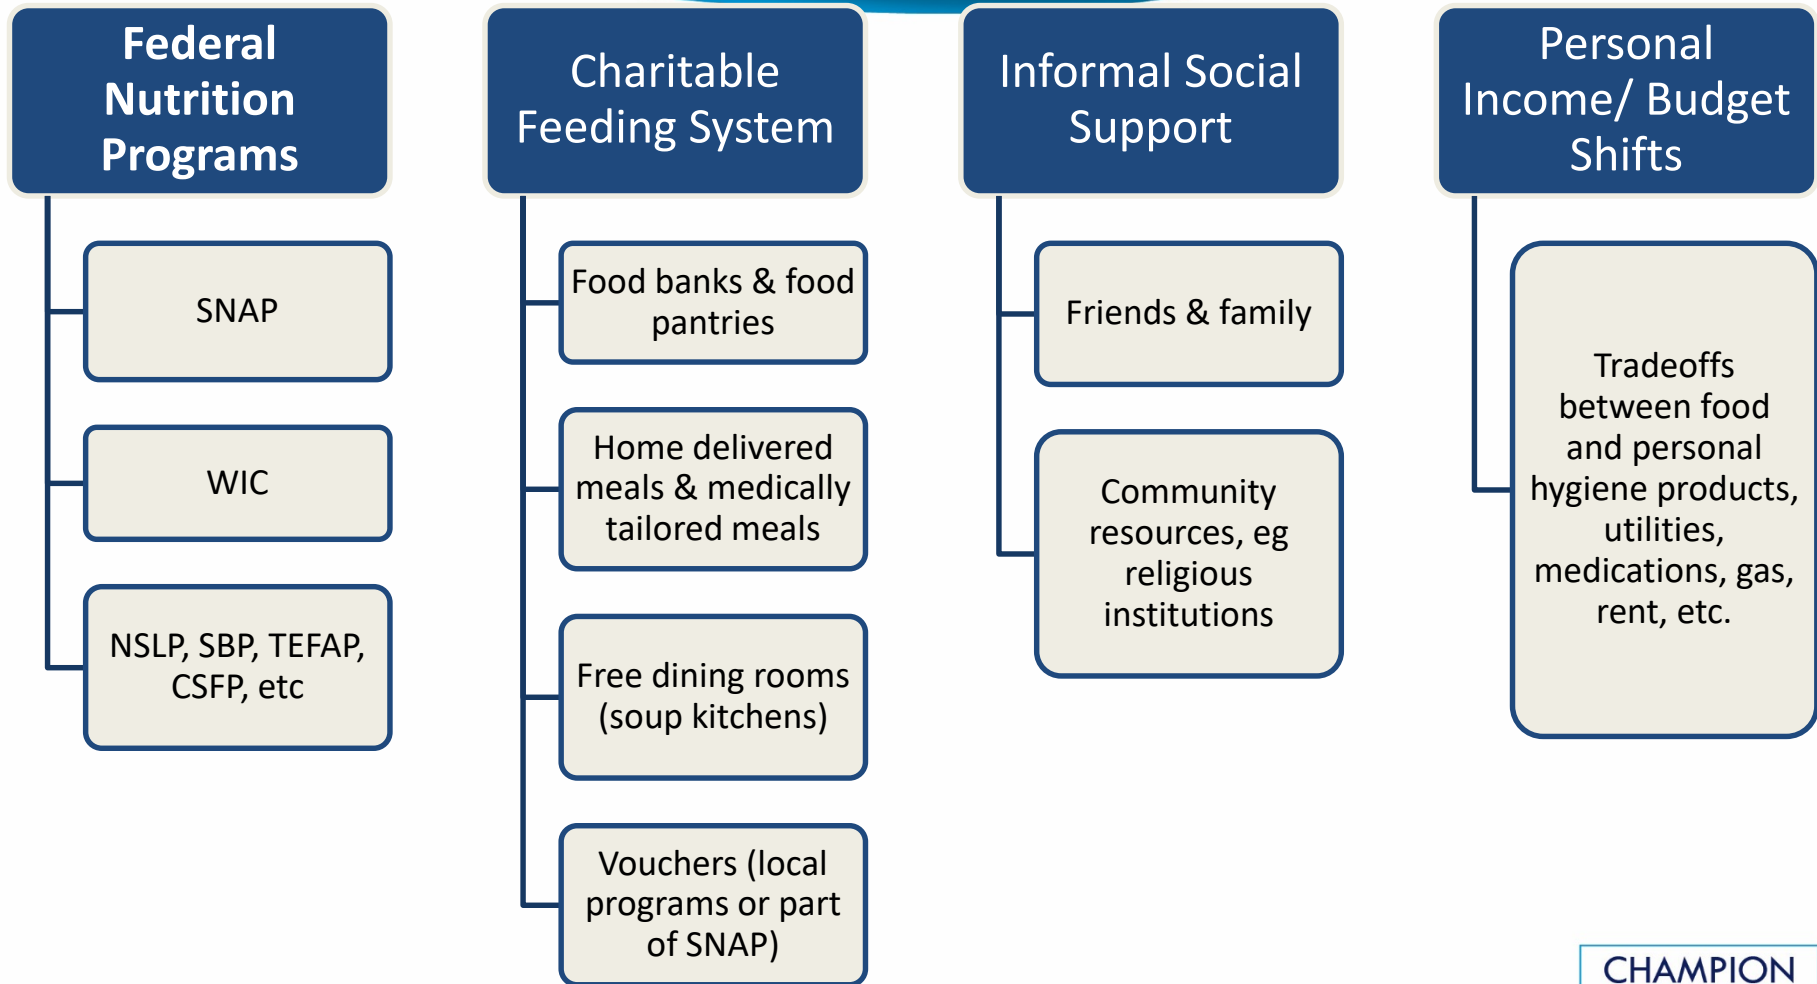 Federal
Nutrition
Programs
SNAP
WIC
NSLP, SBP, TEFAP,
CSFP, etc
Charitable
Feeding System
Food banks & food
pantries
Home delivered
meals & medically
tailored meals
Free dining rooms
(soup kitchens)
Vouchers (local
programs or part
of SNAP)
Informal Social
Support
Friends & family
Community
resources, eg
religious
institutions
Personal
Income/ Budget
Shifts
Tradeoffs
between food
and personal
hygiene products,
utilities,
medications, gas,
rent, etc.
CHAMPION